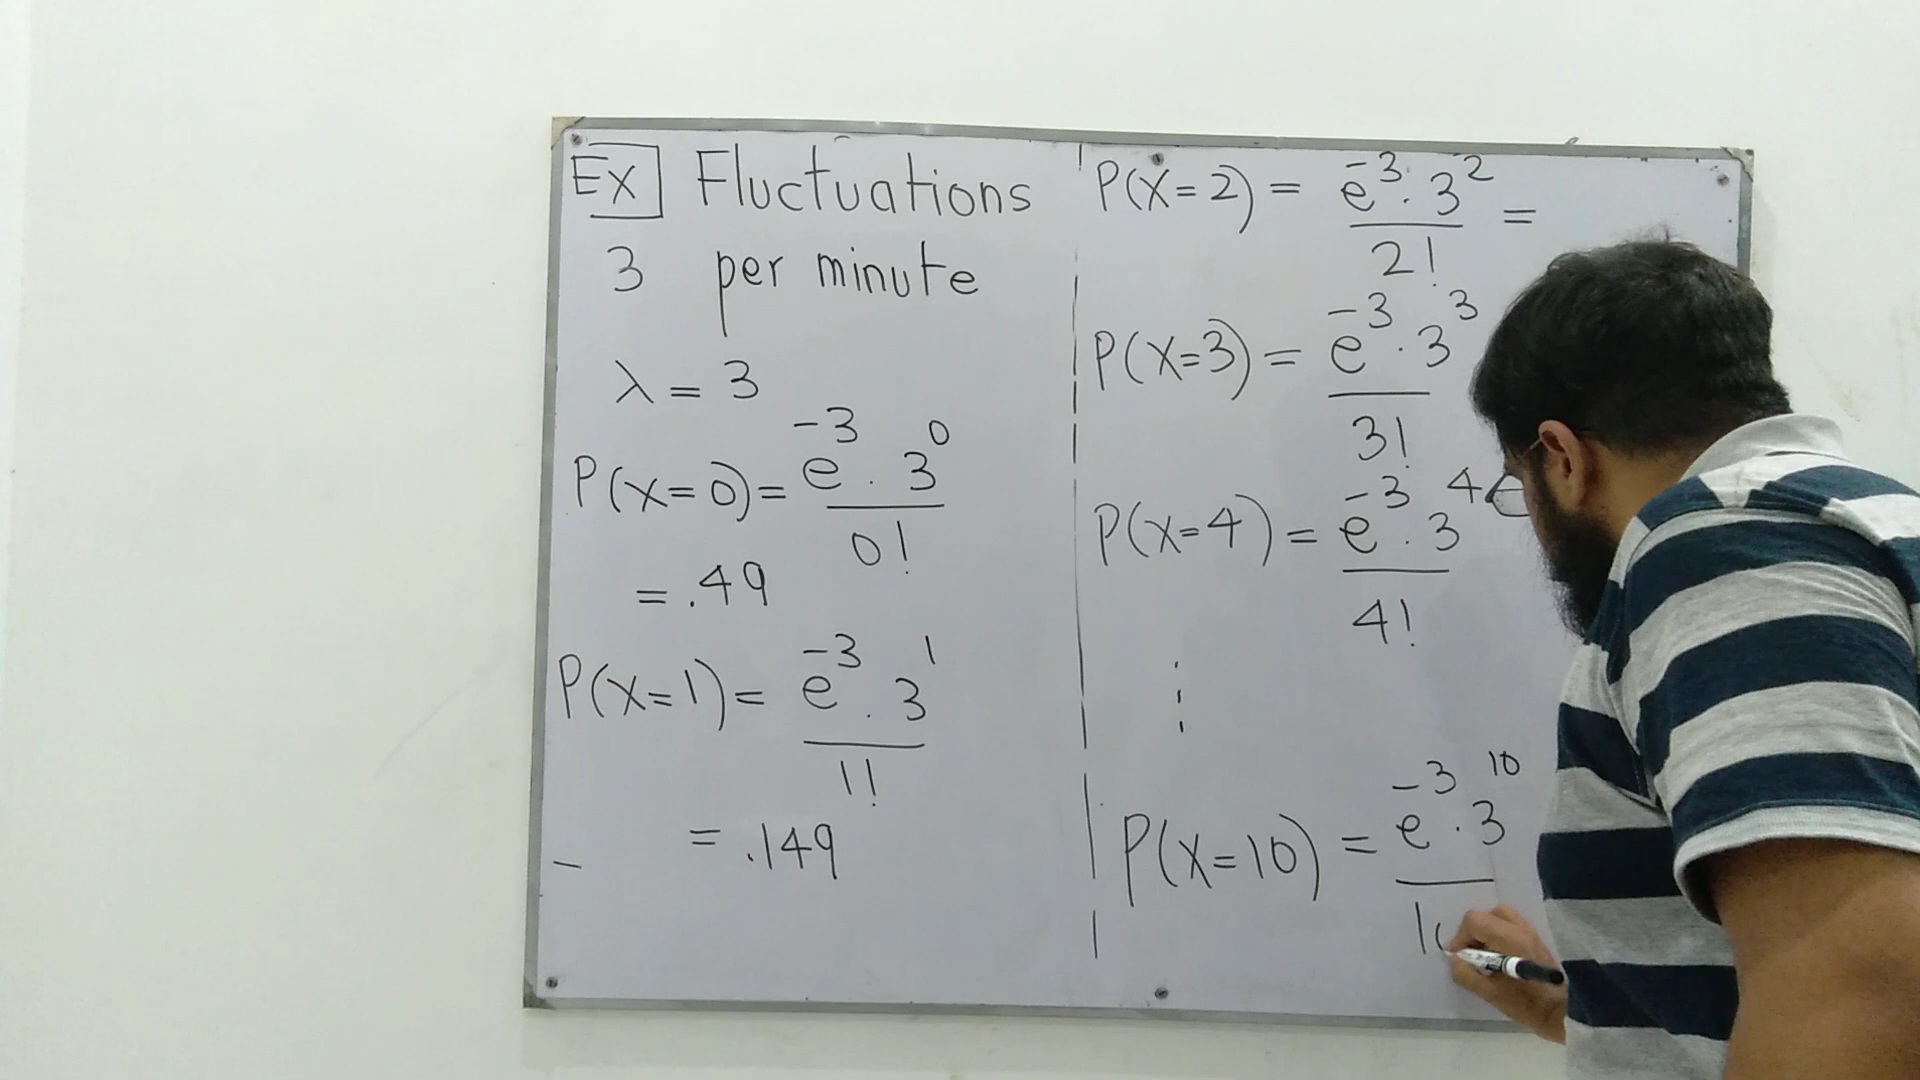 Ex Fluctuations
3 per minute
λ = 3
P(x=0) = e^-3 . 3^0 / 0!
= .49
P(x=1) = e^-3 . 3^1 / 1!
= .149
P(x=2) = e^-3 . 3^2 / 2! =
P(x=3) = e^-3 . 3^3 / 3!
P(x=4) = e^-3 . 3^4 / 4!
⋮
P(x=10) = e^-3 . 3^10 / 10